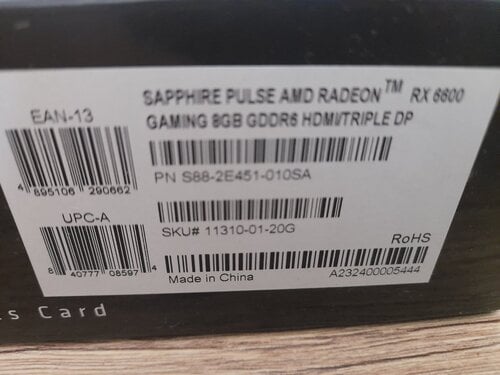 EAN-13
4 895106 290662
UPC-A
8 40777 08597 4
SAPPHIRE PULSE AMD RADEON™ RX 6600
GAMING 8GB GDDR6 HDMI/TRIPLE DP
PN S88-2E451-010SA
SKU# 11310-01-20G
RoHS
Made in China
A232400005444
s Card